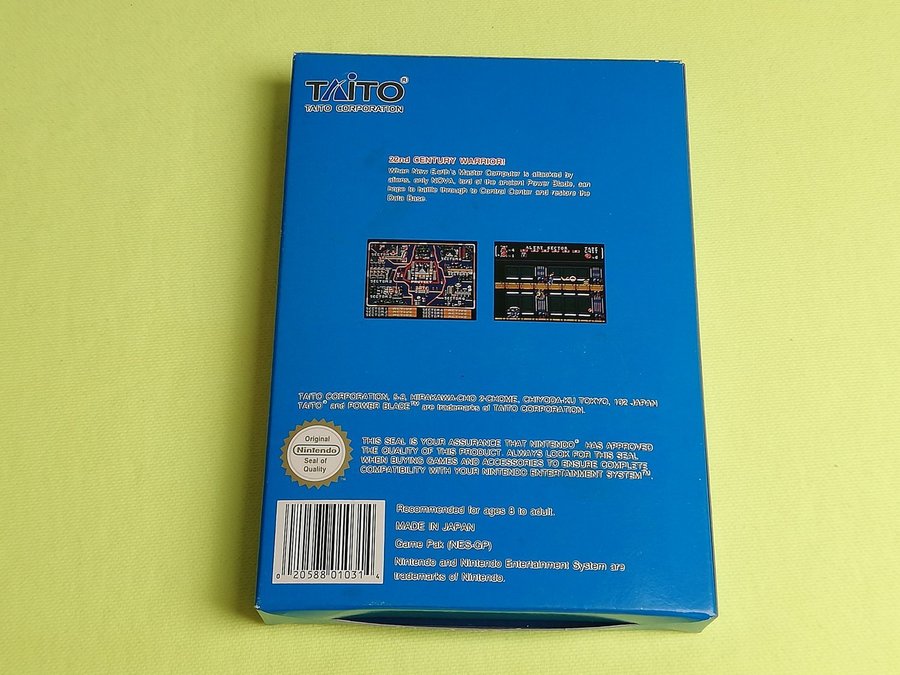 TAITO®
TAITO CORPORATION
22nd CENTURY WARRIOR!
When New Earth's Master Computer is attacked by
aliens, only NOVA, lord of the ancient Power Blade, can
hope to battle through to Control Center and restore the
Data Base.
TAITO CORPORATION, 5-3, HIRAKAWA-CHO 2-CHOME, CHIYODA-KU TOKYO, 102 JAPAN
TAITO® and POWER BLADE™ are trademarks of TAITO CORPORATION.
Original
Nintendo
Seal of
Quality
THIS SEAL IS YOUR ASSURANCE THAT NINTENDO® HAS APPROVED
THE QUALITY OF THIS PRODUCT. ALWAYS LOOK FOR THIS SEAL
WHEN BUYING GAMES AND ACCESSORIES TO ENSURE COMPLETE
COMPATIBILITY WITH YOUR NINTENDO ENTERTAINMENT SYSTEM™.
Recommended for ages 8 to adult.
MADE IN JAPAN
Game Pak (NES-GP)
Nintendo and Nintendo Entertainment System are
trademarks of Nintendo.
0 20588 01031 4